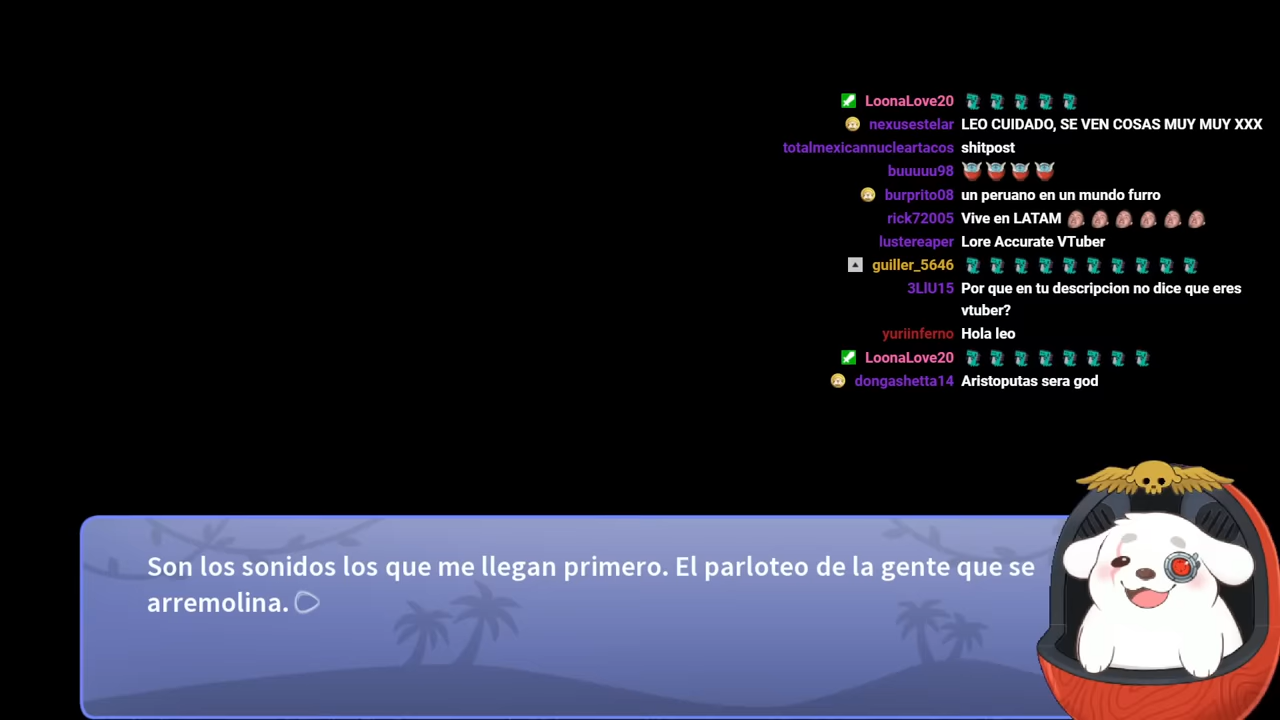 LoonaLove20
nexusestelar LEO CUIDADO, SE VEN COSAS MUY MUY XXX
totalmexicannucleartacos shitpost
buuuuu98
burprito08 un peruano en un mundo furro
rick72005 Vive en LATAM
lustereaper Lore Accurate VTuber
guiller_5646
3LlU15 Por que en tu descripcion no dice que eres
vtuber?
yuriinferno Hola leo
LoonaLove20
dongashetta14 Aristoputas sera god
Son los sonidos los que me llegan primero. El parloteo de la gente que se
arremolina.